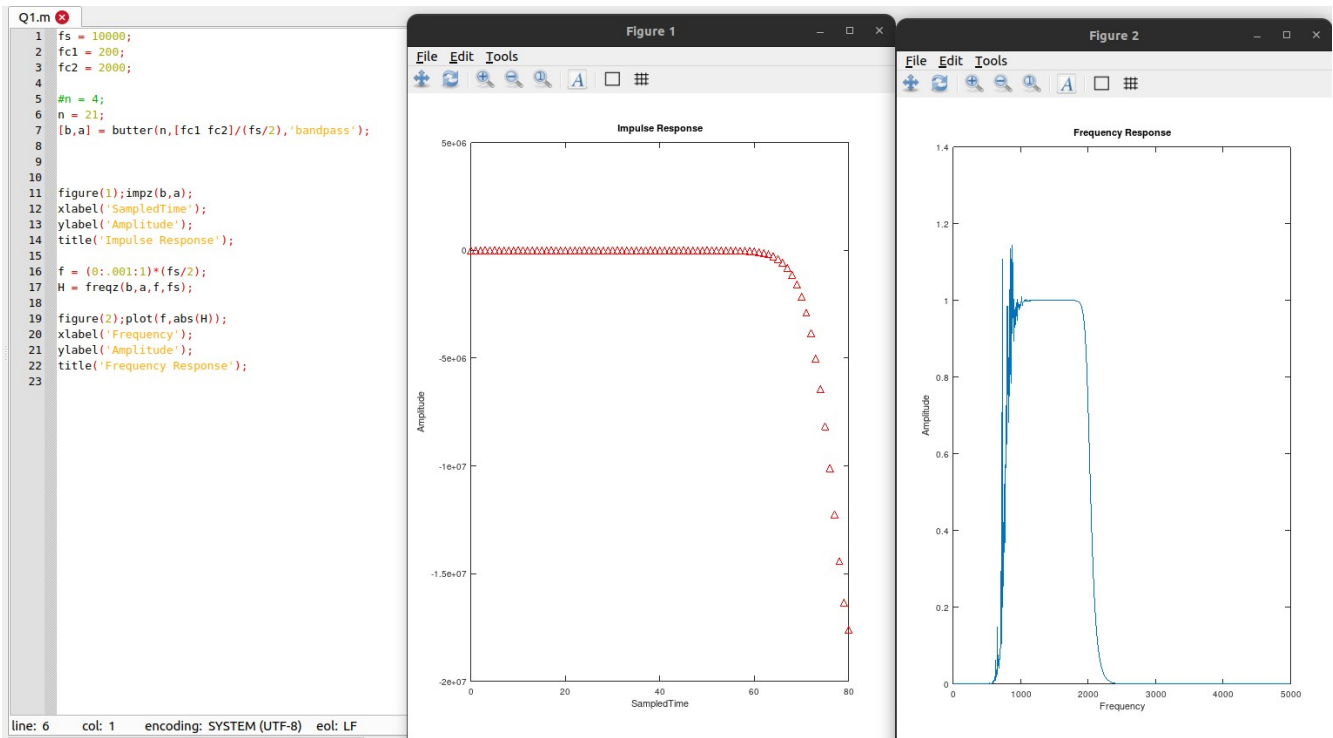 Q1.m
1 fs = 10000;
2 fc1 = 200;
3 fc2 = 2000;
4
5 #n = 4;
6 n = 21;
7 [b,a] = butter(n,[fc1 fc2]/(fs/2),'bandpass');
8
9
10
11 figure(1);impz(b,a);
12 xlabel('SampledTime');
13 ylabel('Amplitude');
14 title('Impulse Response');
15
16 f = (0:.001:1)*(fs/2);
17 H = freqz(b,a,f,fs);
18
19 figure(2);plot(f,abs(H));
20 xlabel('Frequency');
21 ylabel('Amplitude');
22 title('Frequency Response');
23
line: 6 col: 1 encoding: SYSTEM (UTF-8) eol: LF
Figure 1
File Edit Tools
A
Impulse Response
5e+06
0
-5e+06
-1e+07
-1.5e+07
-2e+07
Amplitude
0 20 40 60 80
SampledTime
Figure 2
File Edit Tools
A
Frequency Response
1.4
1.2
1
0.8
0.6
0.4
0.2
0
Amplitude
0 1000 2000 3000 4000 5000
Frequency